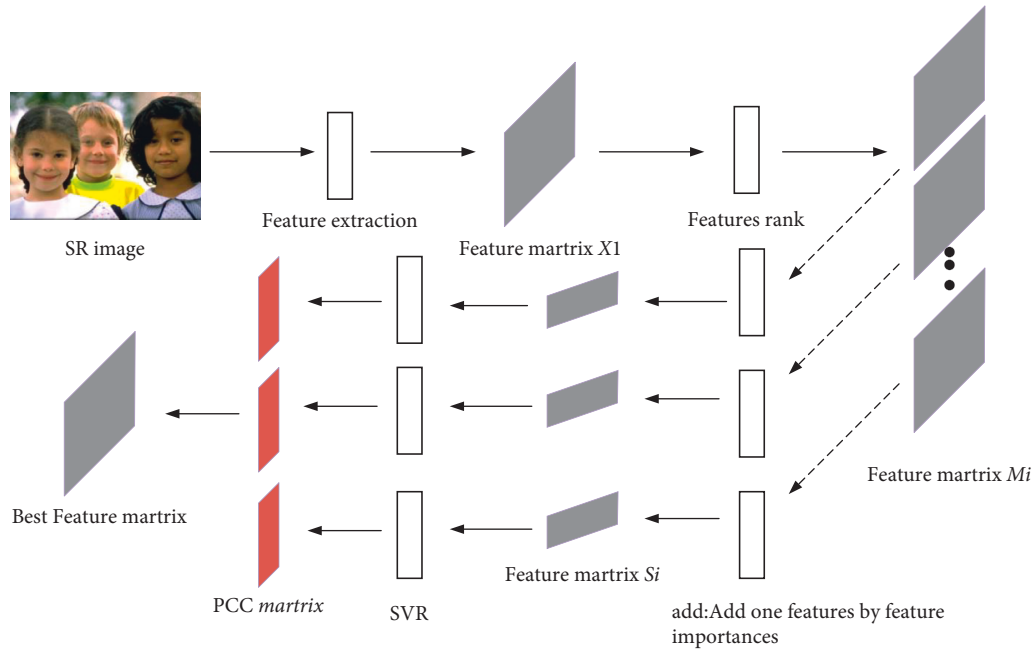 Feature extraction
Features rank
SR image
Feature martrix X1
Feature martrix Mi
Best Feature martrix
Feature martrix Si
PCC martrix
SVR
add:Add one features by feature
importances